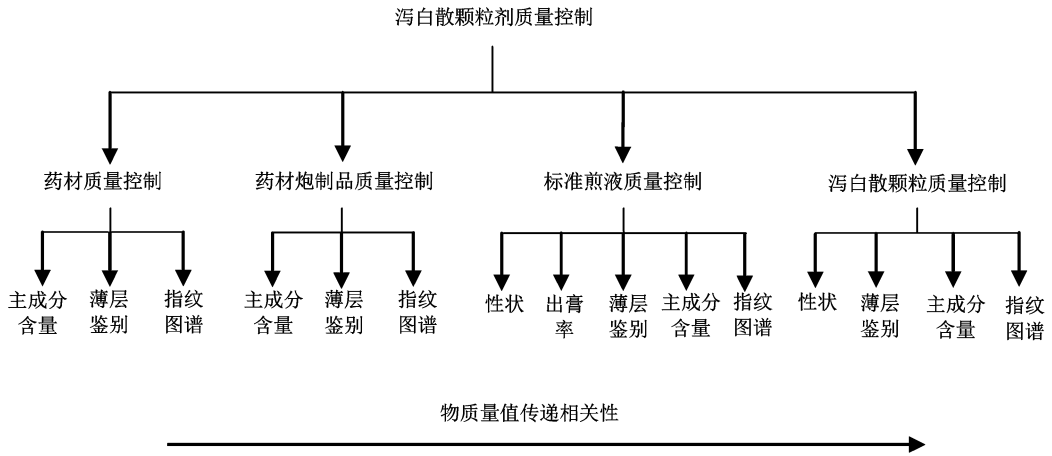 泻白散颗粒剂质量控制
药材质量控制
药材炮制品质量控制
标准煎液质量控制
泻白散颗粒质量控制
主成分
含量
薄层
鉴别
指纹
图谱
主成分
含量
薄层
鉴别
指纹
图谱
性状
出膏
率
薄层
鉴别
主成分
含量
指纹
图谱
性状
薄层
鉴别
主成分
含量
指纹
图谱
物质量值传递相关性